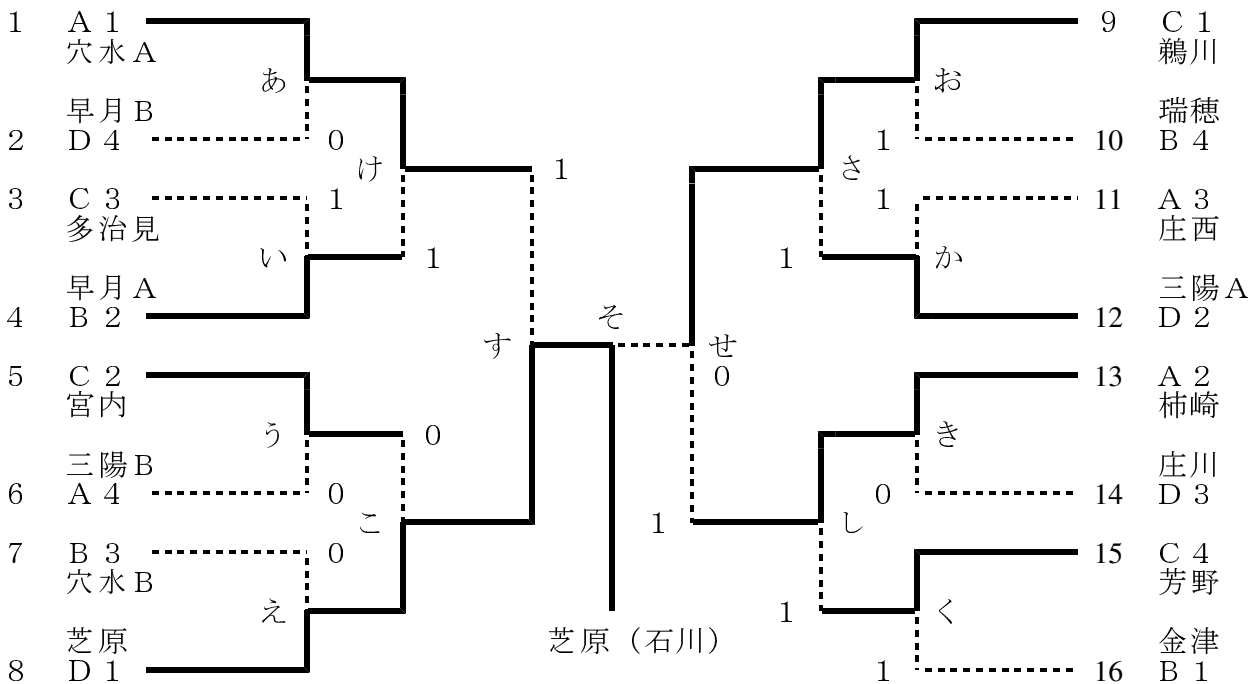 1 A 1 9 C 1
穴水A 鵜川
あ お
早月B 瑞穂
2 D 4 0 1 10 B 4
け 1 さ
3 C 3 1 1 11 A 3
多治見 庄西
い 1 1 か
早月A 三陽A
4 B 2 12 D 2
そ
す せ
5 C 2 0 13 A 2
宮内 柿崎
う 0 き
三陽B 庄川
6 A 4 0 0 14 D 3
こ 1 し
7 B 3 0 15 C 4
穴水B 芳野
え 1 く
芝原 芝原(石川) 金津
8 D 1 1 16 B 1